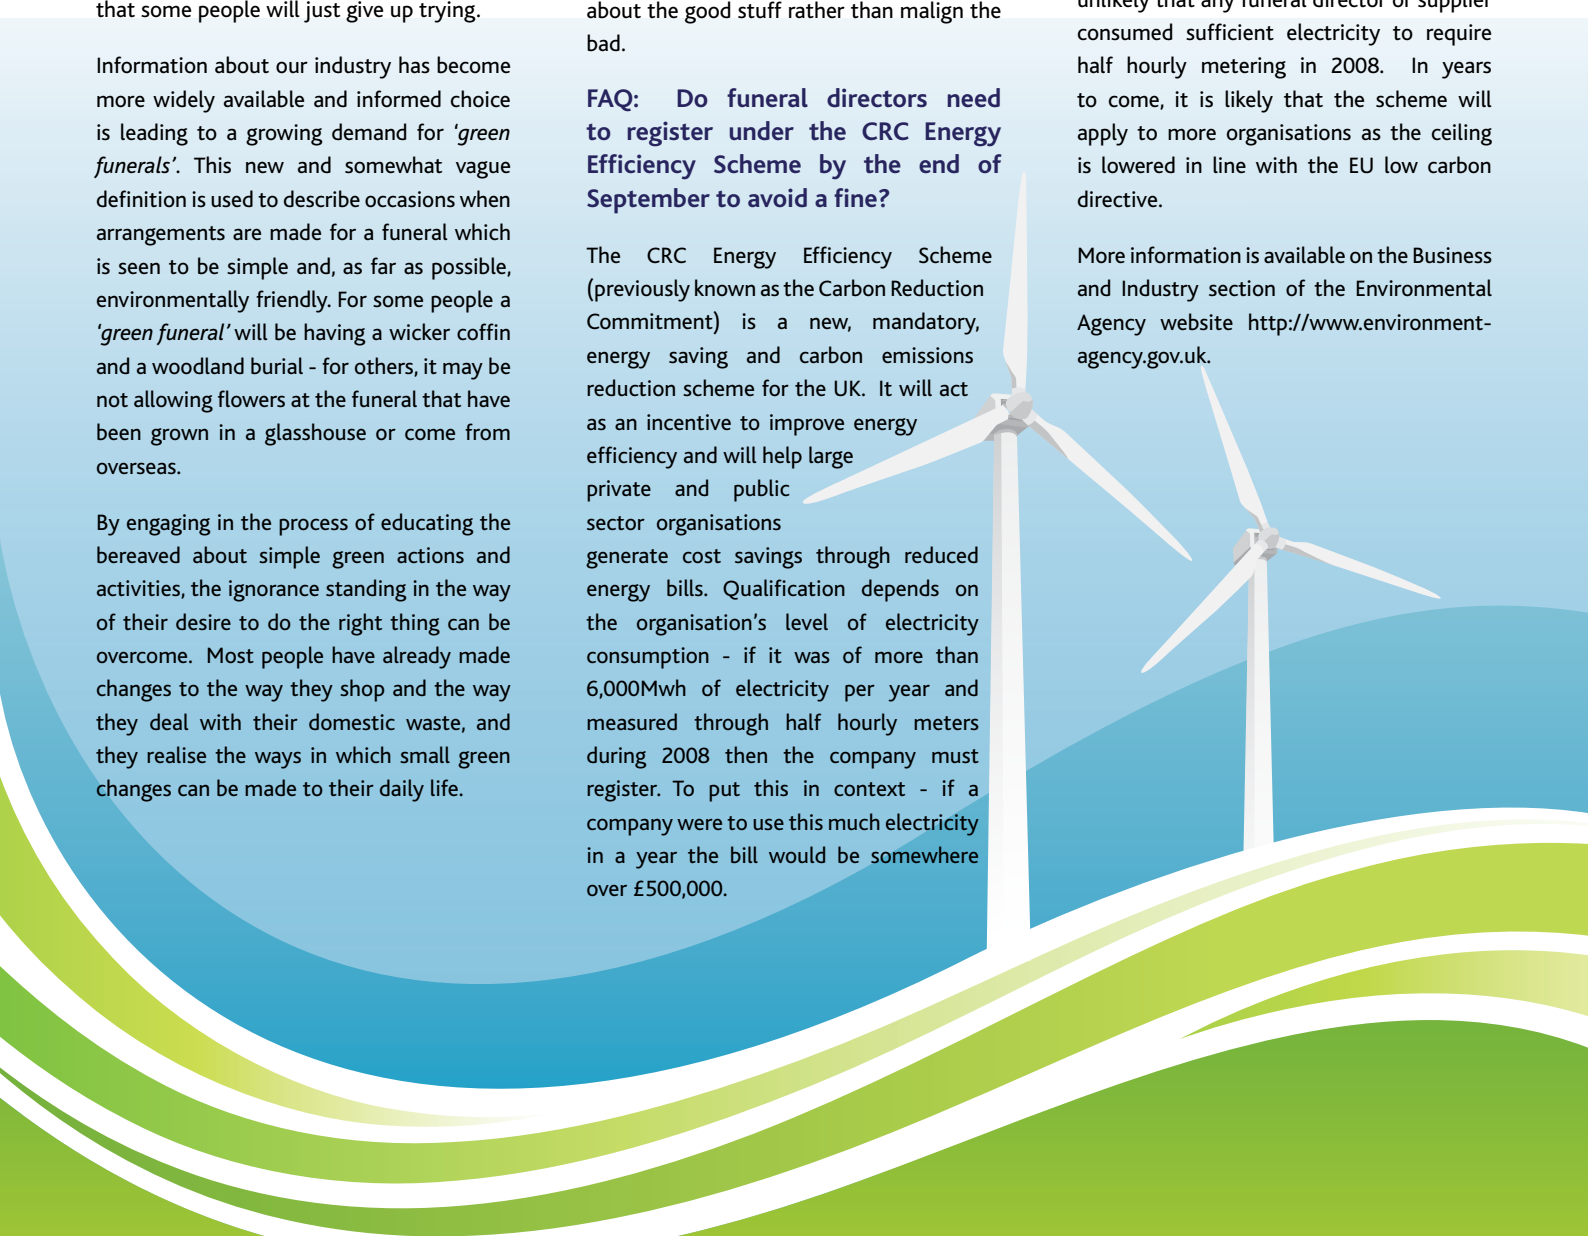 that some people will just give up trying.
Information about our industry has become
more widely available and informed choice
is leading to a growing demand for ‘green
funerals’. This new and somewhat vague
definition is used to describe occasions when
arrangements are made for a funeral which
is seen to be simple and, as far as possible,
environmentally friendly. For some people a
‘green funeral’ will be having a wicker coffin
and a woodland burial - for others, it may be
not allowing flowers at the funeral that have
been grown in a glasshouse or come from
overseas.
By engaging in the process of educating the
bereaved about simple green actions and
activities, the ignorance standing in the way
of their desire to do the right thing can be
overcome. Most people have already made
changes to the way they shop and the way
they deal with their domestic waste, and
they realise the ways in which small green
changes can be made to their daily life.
about the good stuff rather than malign the
bad.
FAQ: Do funeral directors need
to register under the CRC Energy
Efficiency Scheme by the end of
September to avoid a fine?
The CRC Energy Efficiency Scheme
(previously known as the Carbon Reduction
Commitment) is a new, mandatory,
energy saving and carbon emissions
reduction scheme for the UK. It will act
as an incentive to improve energy
efficiency and will help large
private and public
sector organisations
generate cost savings through reduced
energy bills. Qualification depends on
the organisation’s level of electricity
consumption - if it was of more than
6,000Mwh of electricity per year and
measured through half hourly meters
during 2008 then the company must
register. To put this in context - if a
company were to use this much electricity
in a year the bill would be somewhere
over £500,000.
unlikely that any funeral director or supplier
consumed sufficient electricity to require
half hourly metering in 2008. In years
to come, it is likely that the scheme will
apply to more organisations as the ceiling
is lowered in line with the EU low carbon
directive.
More information is available on the Business
and Industry section of the Environmental
Agency website http://www.environment-
agency.gov.uk.